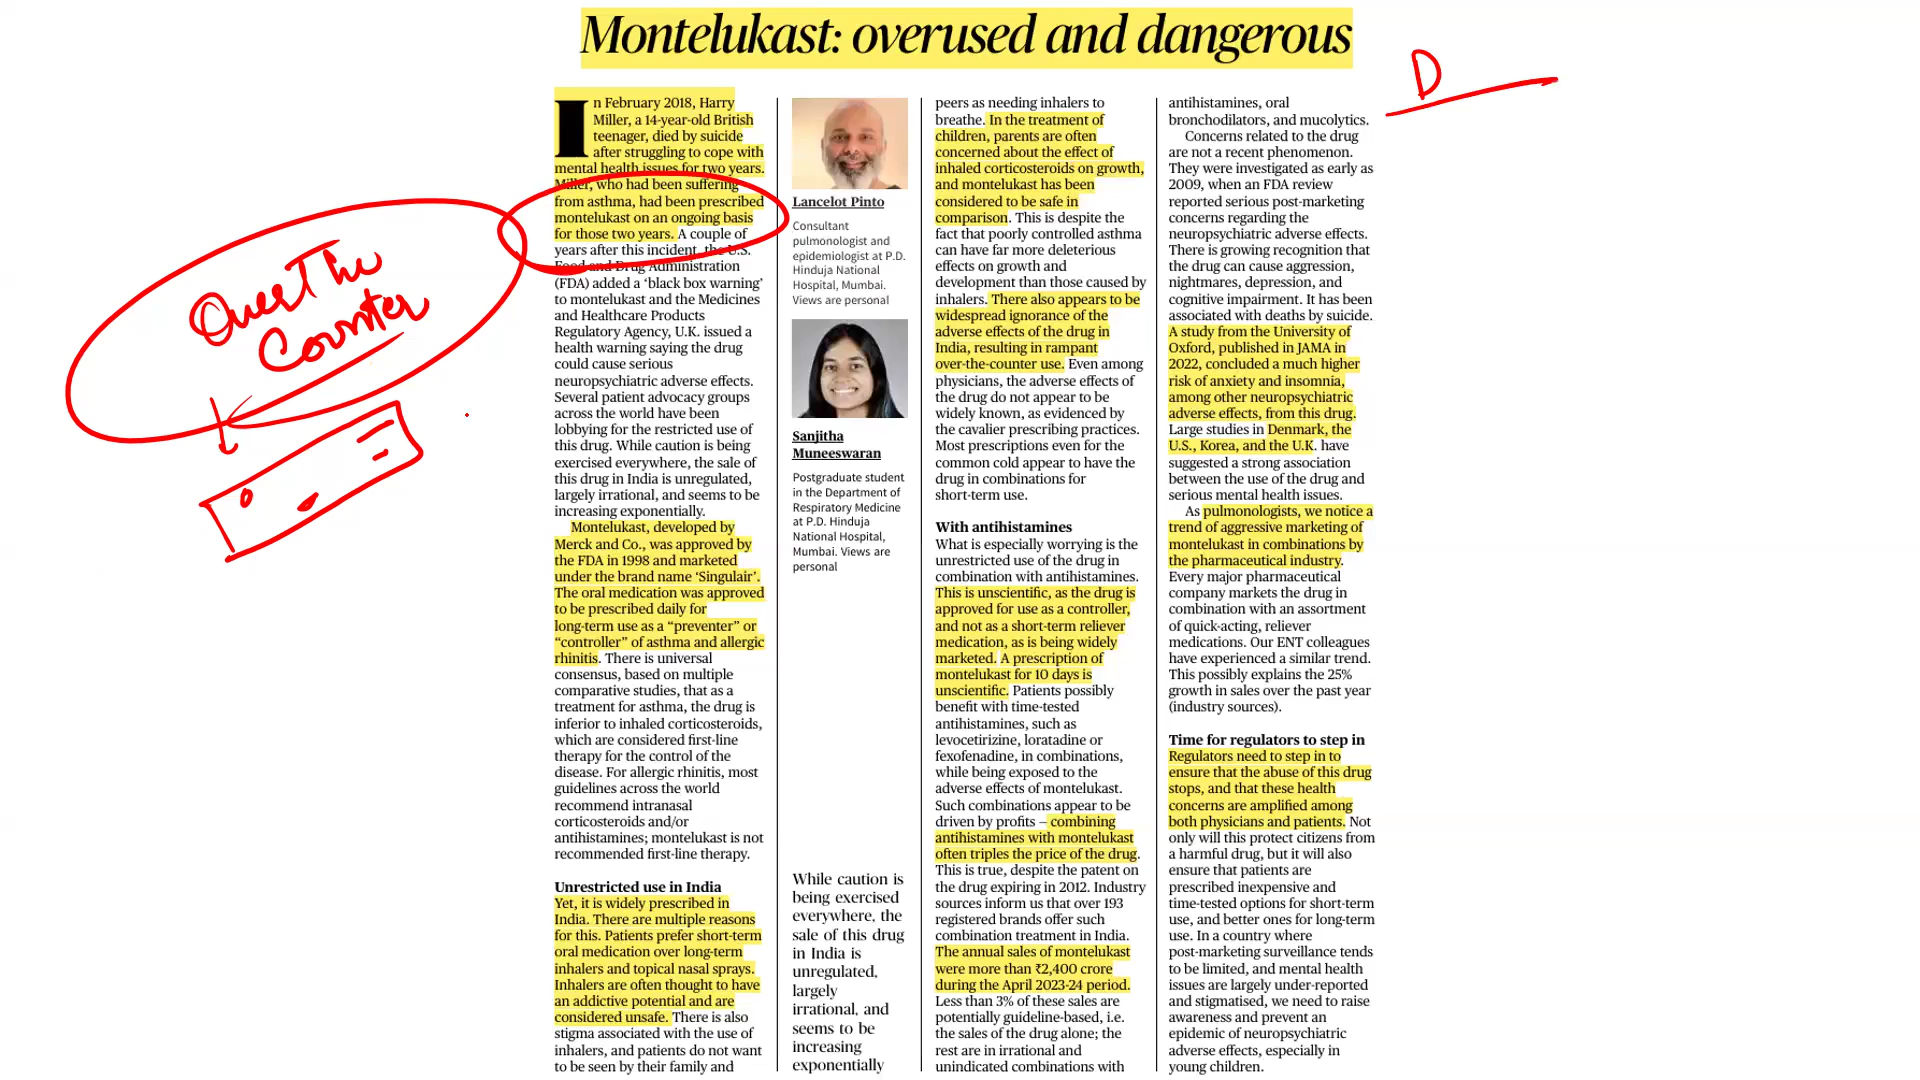 Montelukast: overused and dangerous
D
Over The
Counter
In February 2018, Harry
Miller, a 14-year-old British
teenager, died by suicide
after struggling to cope with
mental health issues for two years.
Miller, who had been suffering
from asthma, had been prescribed
montelukast on an ongoing basis
for those two years. A couple of
years after this incident, the U.S.
Food and Drug Administration
(FDA) added a ‘black box warning’
to montelukast and the Medicines
and Healthcare Products
Regulatory Agency, U.K. issued a
health warning saying the drug
could cause serious
neuropsychiatric adverse effects.
Several patient advocacy groups
across the world have been
lobbying for the restricted use of
this drug. While caution is being
exercised everywhere, the sale of
this drug in India is unregulated,
largely irrational, and seems to be
increasing exponentially.
Montelukast, developed by
Merck and Co., was approved by
the FDA in 1998 and marketed
under the brand name ‘Singulair’.
The oral medication was approved
to be prescribed daily for
long-term use as a “preventer” or
“controller” of asthma and allergic
rhinitis. There is universal
consensus, based on multiple
comparative studies, that as a
treatment for asthma, the drug is
inferior to inhaled corticosteroids,
which are considered first-line
therapy for the control of the
disease. For allergic rhinitis, most
guidelines across the world
recommend intranasal
corticosteroids and/or
antihistamines; montelukast is not
recommended first-line therapy.
Unrestricted use in India
Yet, it is widely prescribed in
India. There are multiple reasons
for this. Patients prefer short-term
oral medication over long-term
inhalers and topical nasal sprays.
Inhalers are often thought to have
an addictive potential and are
considered unsafe. There is also
stigma associated with the use of
inhalers, and patients do not want
to be seen by their family and
Lancelot Pinto
Consultant
pulmonologist and
epidemiologist at P.D.
Hinduja National
Hospital, Mumbai.
Views are personal
Sanjitha
Muneeswaran
Postgraduate student
in the Department of
Respiratory Medicine
at P.D. Hinduja
National Hospital,
Mumbai. Views are
personal
While caution is
being exercised
everywhere, the
sale of this drug
in India is
unregulated,
largely
irrational, and
seems to be
increasing
exponentially
peers as needing inhalers to
breathe. In the treatment of
children, parents are often
concerned about the effect of
inhaled corticosteroids on growth,
and montelukast has been
considered to be safe in
comparison. This is despite the
fact that poorly controlled asthma
can have far more deleterious
effects on growth and
development than those caused by
inhalers. There also appears to be
widespread ignorance of the
adverse effects of the drug in
India, resulting in rampant
over-the-counter use. Even among
physicians, the adverse effects of
the drug do not appear to be
widely known, as evidenced by
the cavalier prescribing practices.
Most prescriptions even for the
common cold appear to have the
drug in combinations for
short-term use.
With antihistamines
What is especially worrying is the
unrestricted use of the drug in
combination with antihistamines.
This is unscientific, as the drug is
approved for use as a controller,
and not as a short-term reliever
medication, as is being widely
marketed. A prescription of
montelukast for 10 days is
unscientific. Patients possibly
benefit with time-tested
antihistamines, such as
levocetirizine, loratadine or
fexofenadine, in combinations,
while being exposed to the
adverse effects of montelukast.
Such combinations appear to be
driven by profits — combining
antihistamines with montelukast
often triples the price of the drug.
This is true, despite the patent on
the drug expiring in 2012. Industry
sources inform us that over 193
registered brands offer such
combination treatment in India.
The annual sales of montelukast
were more than ₹2,400 crore
during the April 2023-24 period.
Less than 3% of these sales are
potentially guideline-based, i.e.
the sales of the drug alone; the
rest are in irrational and
unindicated combinations with
antihistamines, oral
bronchodilators, and mucolytics.
Concerns related to the drug
are not a recent phenomenon.
They were investigated as early as
2009, when an FDA review
reported serious post-marketing
concerns regarding the
neuropsychiatric adverse effects.
There is growing recognition that
the drug can cause aggression,
nightmares, depression, and
cognitive impairment. It has been
associated with deaths by suicide.
A study from the University of
Oxford, published in JAMA in
2022, concluded a much higher
risk of anxiety and insomnia,
among other neuropsychiatric
adverse effects, from this drug.
Large studies in Denmark, the
U.S., Korea, and the U.K. have
suggested a strong association
between the use of the drug and
serious mental health issues.
As pulmonologists, we notice a
trend of aggressive marketing of
montelukast in combinations by
the pharmaceutical industry.
Every major pharmaceutical
company markets the drug in
combination with an assortment
of quick-acting, reliever
medications. Our ENT colleagues
have experienced a similar trend.
This possibly explains the 25%
growth in sales over the past year
(industry sources).
Time for regulators to step in
Regulators need to step in to
ensure that the abuse of this drug
stops, and that these health
concerns are amplified among
both physicians and patients. Not
only will this protect citizens from
a harmful drug, but it will also
ensure that patients are
prescribed inexpensive and
time-tested options for short-term
use, and better ones for long-term
use. In a country where
post-marketing surveillance tends
to be limited, and mental health
issues are largely under-reported
and stigmatised, we need to raise
awareness and prevent an
epidemic of neuropsychiatric
adverse effects, especially in
young children.